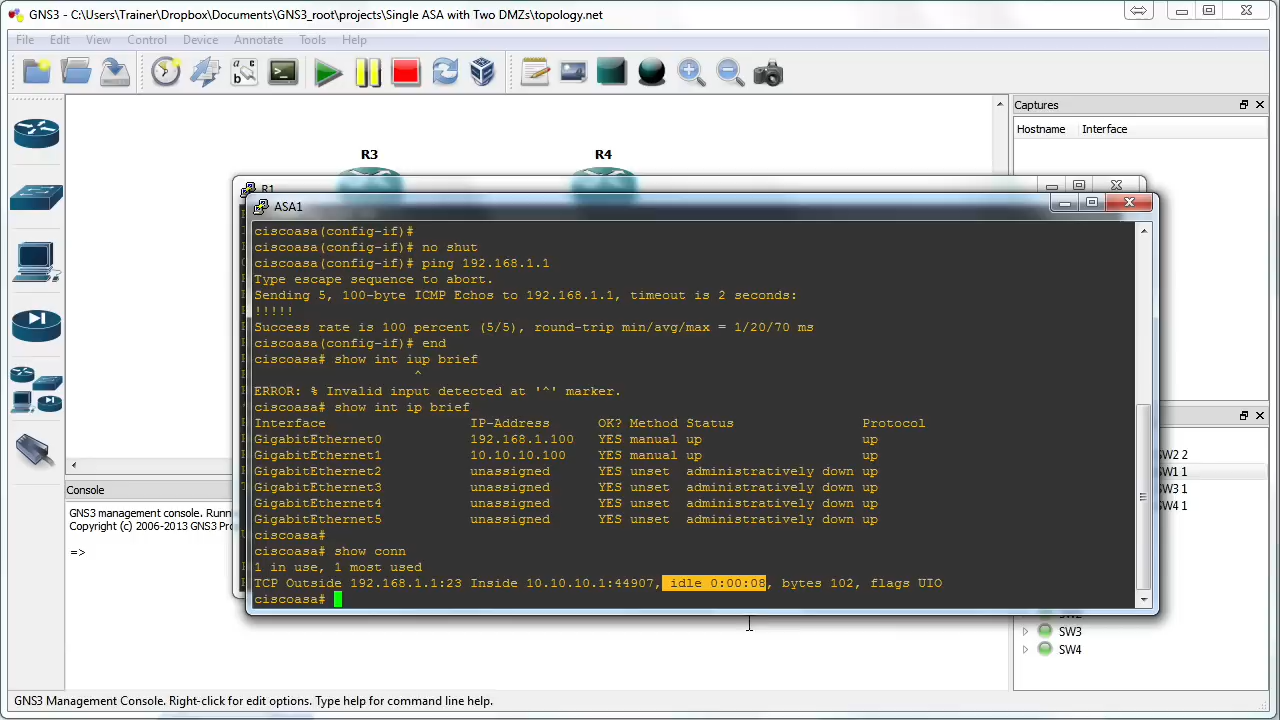 GNS3 - C:\Users\Trainer\Dropbox\Documents\GNS3_root\projects\Single ASA with Two DMZs\topology.net
File Edit View Control Device Annotate Tools Help
Captures
Hostname Interface
R3 R4
R1
ASA1
ciscoasa(config-if)#
ciscoasa(config-if)# no shut
ciscoasa(config-if)# ping 192.168.1.1
Type escape sequence to abort.
Sending 5, 100-byte ICMP Echos to 192.168.1.1, timeout is 2 seconds:
!!!!!
Success rate is 100 percent (5/5), round-trip min/avg/max = 1/20/70 ms
ciscoasa(config-if)# end
ciscoasa# show int iup brief
^
ERROR: % Invalid input detected at '^' marker.
ciscoasa# show int ip brief
Interface IP-Address OK? Method Status Protocol
GigabitEthernet0 192.168.1.100 YES manual up up
GigabitEthernet1 10.10.10.100 YES manual up up
GigabitEthernet2 unassigned YES unset administratively down up
GigabitEthernet3 unassigned YES unset administratively down up
GigabitEthernet4 unassigned YES unset administratively down up
GigabitEthernet5 unassigned YES unset administratively down up
ciscoasa#
ciscoasa# show conn
1 in use, 1 most used
TCP Outside 192.168.1.1:23 Inside 10.10.10.1:44907, idle 0:00:08, bytes 102, flags UIO
ciscoasa#
Console
GNS3 management console. Runn
Copyright (c) 2006-2013 GNS3 Pro
=>
SW2 2
SW1 1
SW3 1
SW4 1
SW3
SW4
GNS3 Management Console. Right-click for edit options. Type help for command line help.